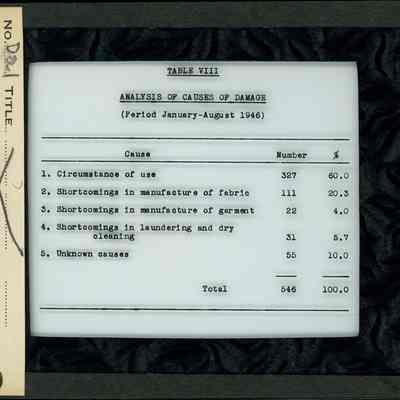 No.
TITLE
TABLE VIII
ANALYSIS OF CAUSES OF DAMAGE
(Period January-August 1946)
Cause Number %
1. Circumstance of use 327 60.0
2. Shortcomings in manufacture of fabric 111 20.3
3. Shortcomings in manufacture of garment 22 4.0
4. Shortcomings in laundering and dry
cleaning 31 5.7
5. Unknown causes 55 10.0
Total 546 100.0